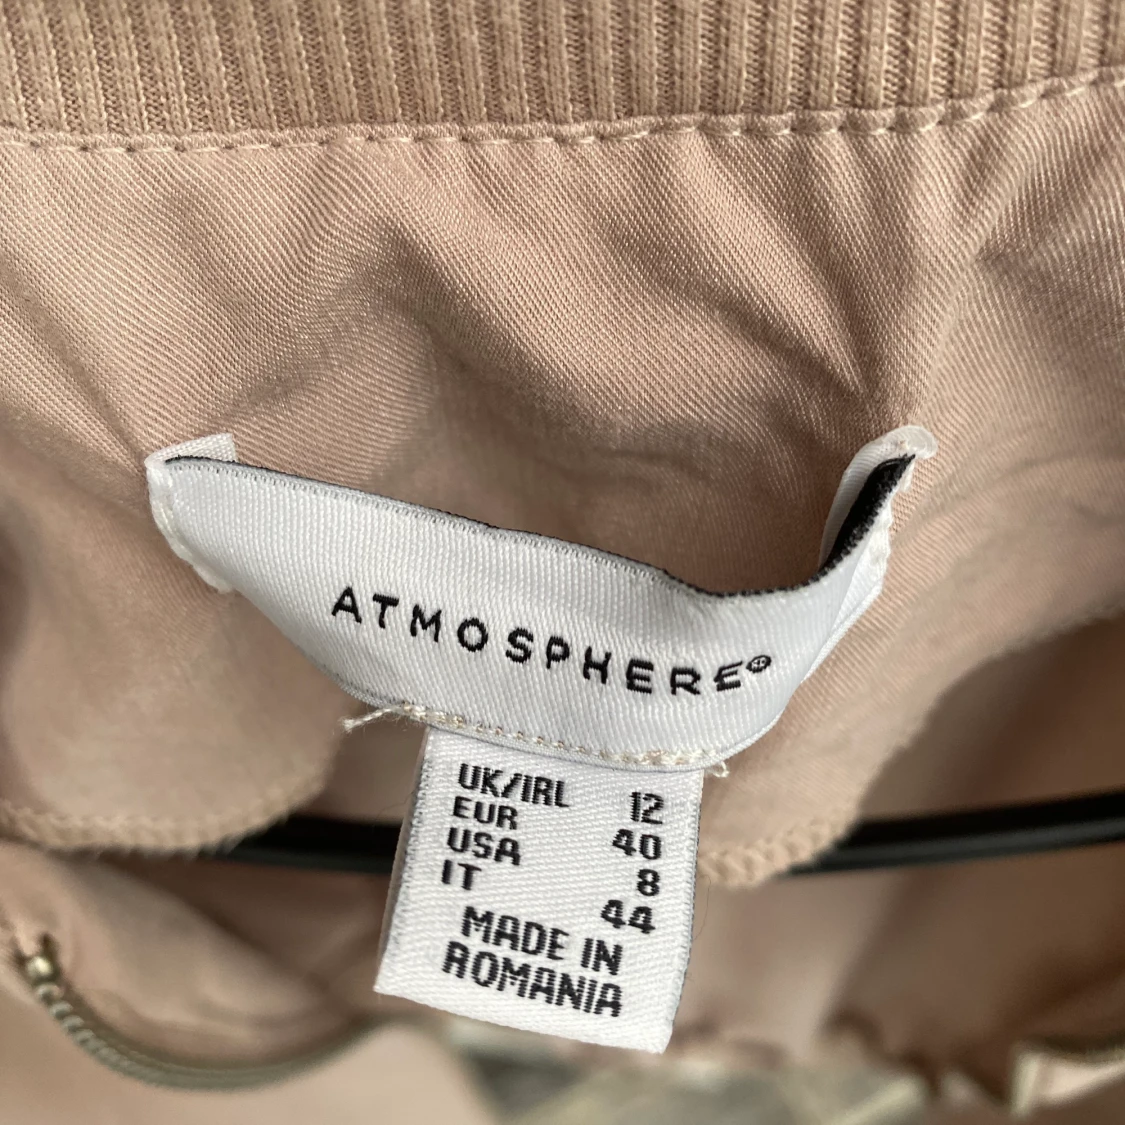 ATMOSPHERE®
UK/IRL 12
EUR 40
USA 8
IT 44
MADE IN
ROMANIA